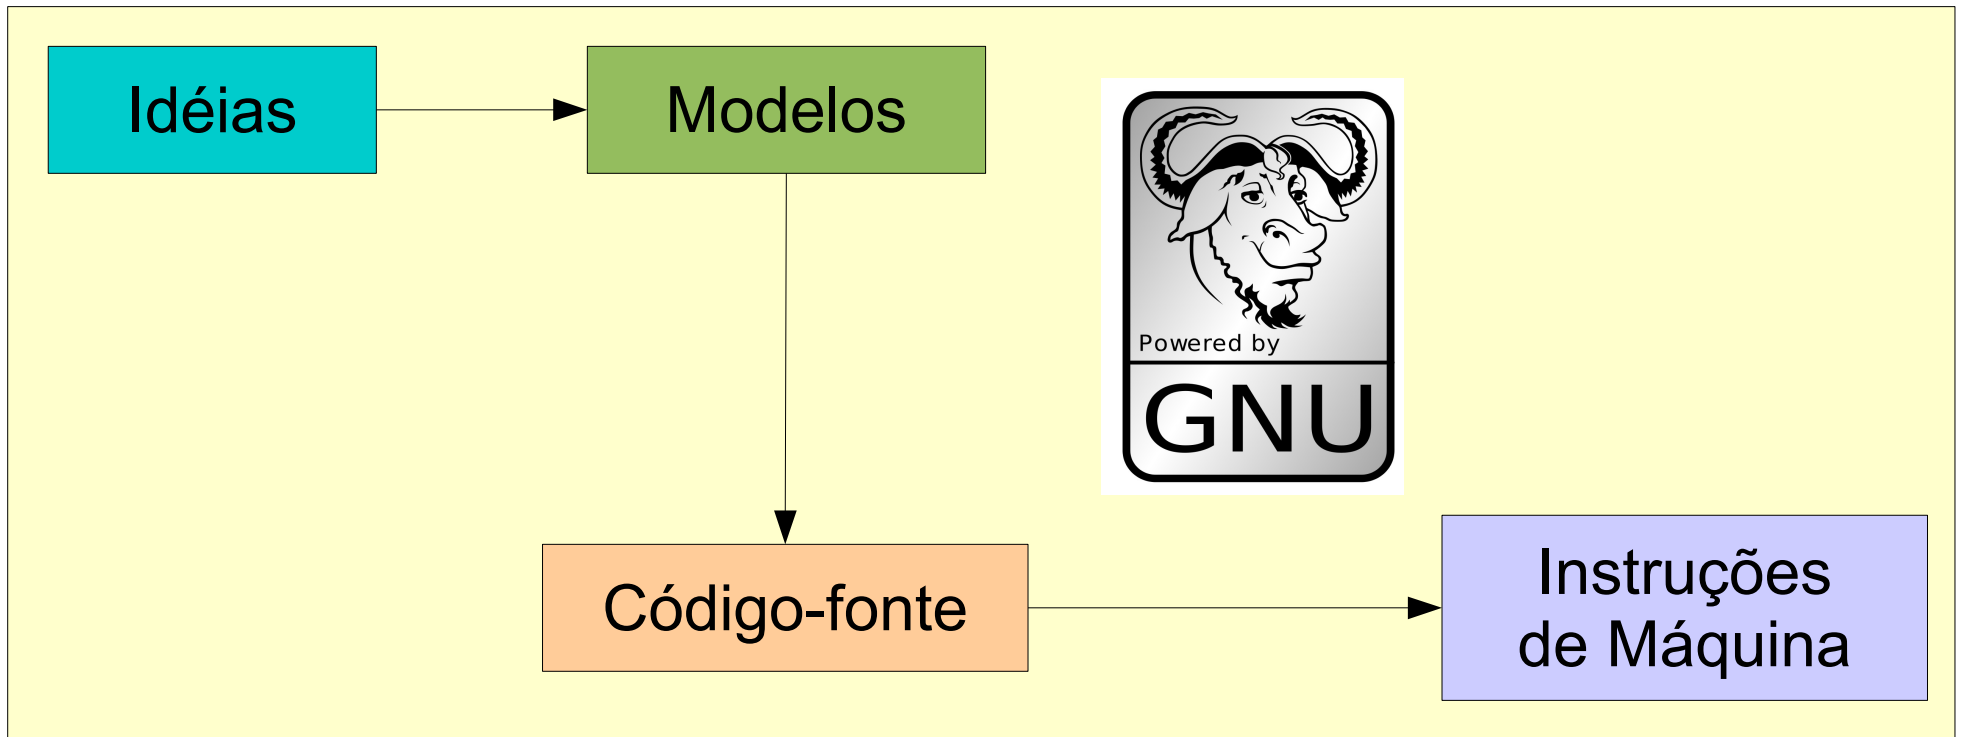 Idéias
Modelos
Powered by
GNU
Código-fonte
Instruções
de Máquina